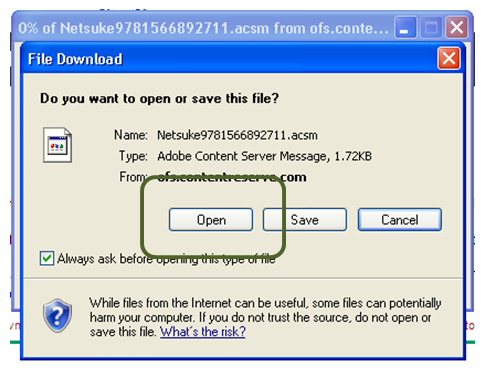 0% of Netsuke9781566892711.acsm from ofs.conte...
File Download
Do you want to open or save this file?
Name: Netsuke9781566892711.acsm
Type: Adobe Content Server Message, 1.72KB
From: ofs.contentreserve.com
Open Save Cancel
Always ask before opening this type of file
While files from the Internet can be useful, some files can potentially
harm your computer. If you do not trust the source, do not open or
save this file. What's the risk?